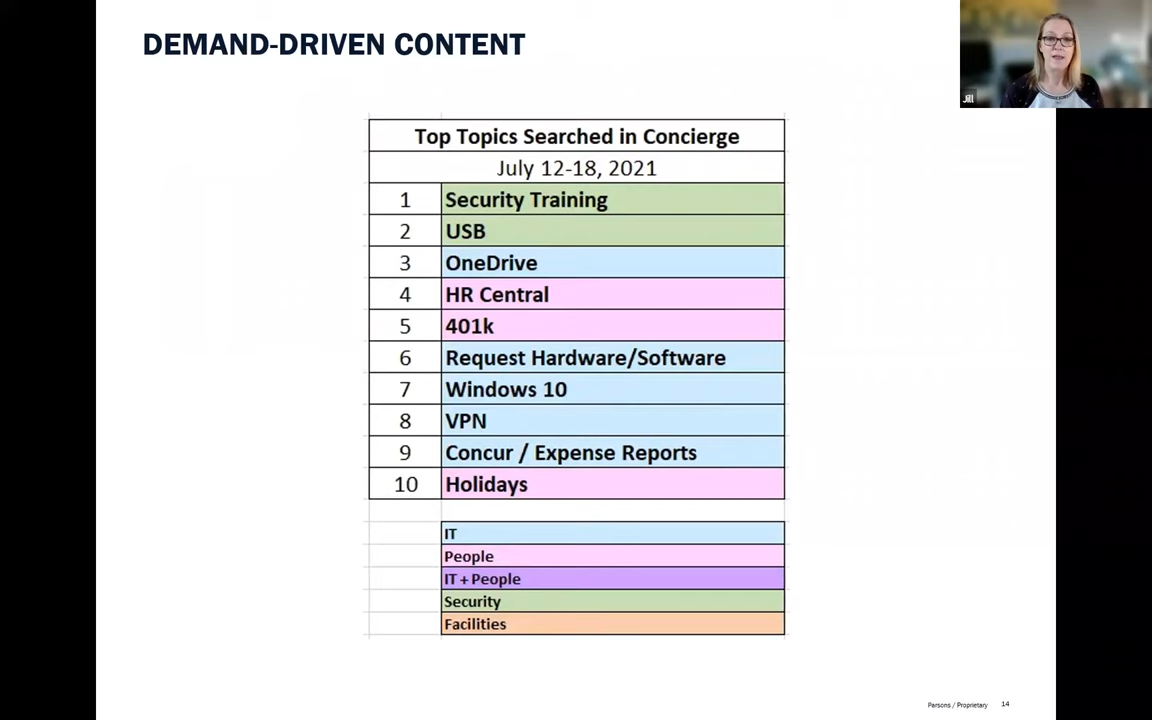 DEMAND-DRIVEN CONTENT
Jill
Top Topics Searched in Concierge
July 12-18, 2021
1 Security Training
2 USB
3 OneDrive
4 HR Central
5 401k
6 Request Hardware/Software
7 Windows 10
8 VPN
9 Concur / Expense Reports
10 Holidays
IT
People
IT + People
Security
Facilities
Parsons / Proprietary 14